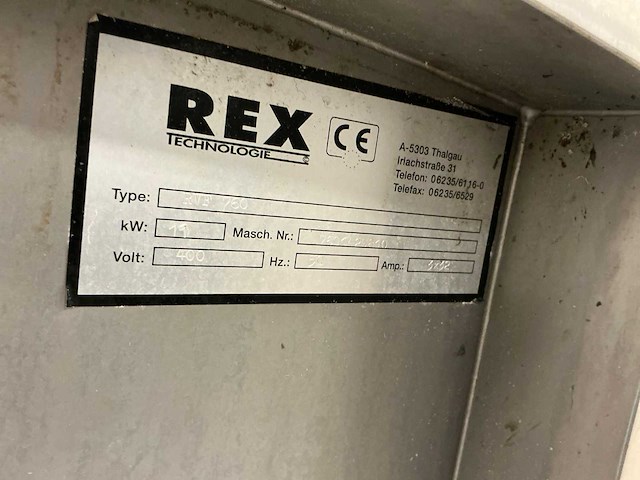 REX
TECHNOLOGIE
CE
A-5303 Thalgau
Irlachstraße 31
Telefon: 06235/6116-0
Telefax: 06235/6529
Type:
kW:
Masch. Nr.:
Volt: 400
Hz.:
Amp.: